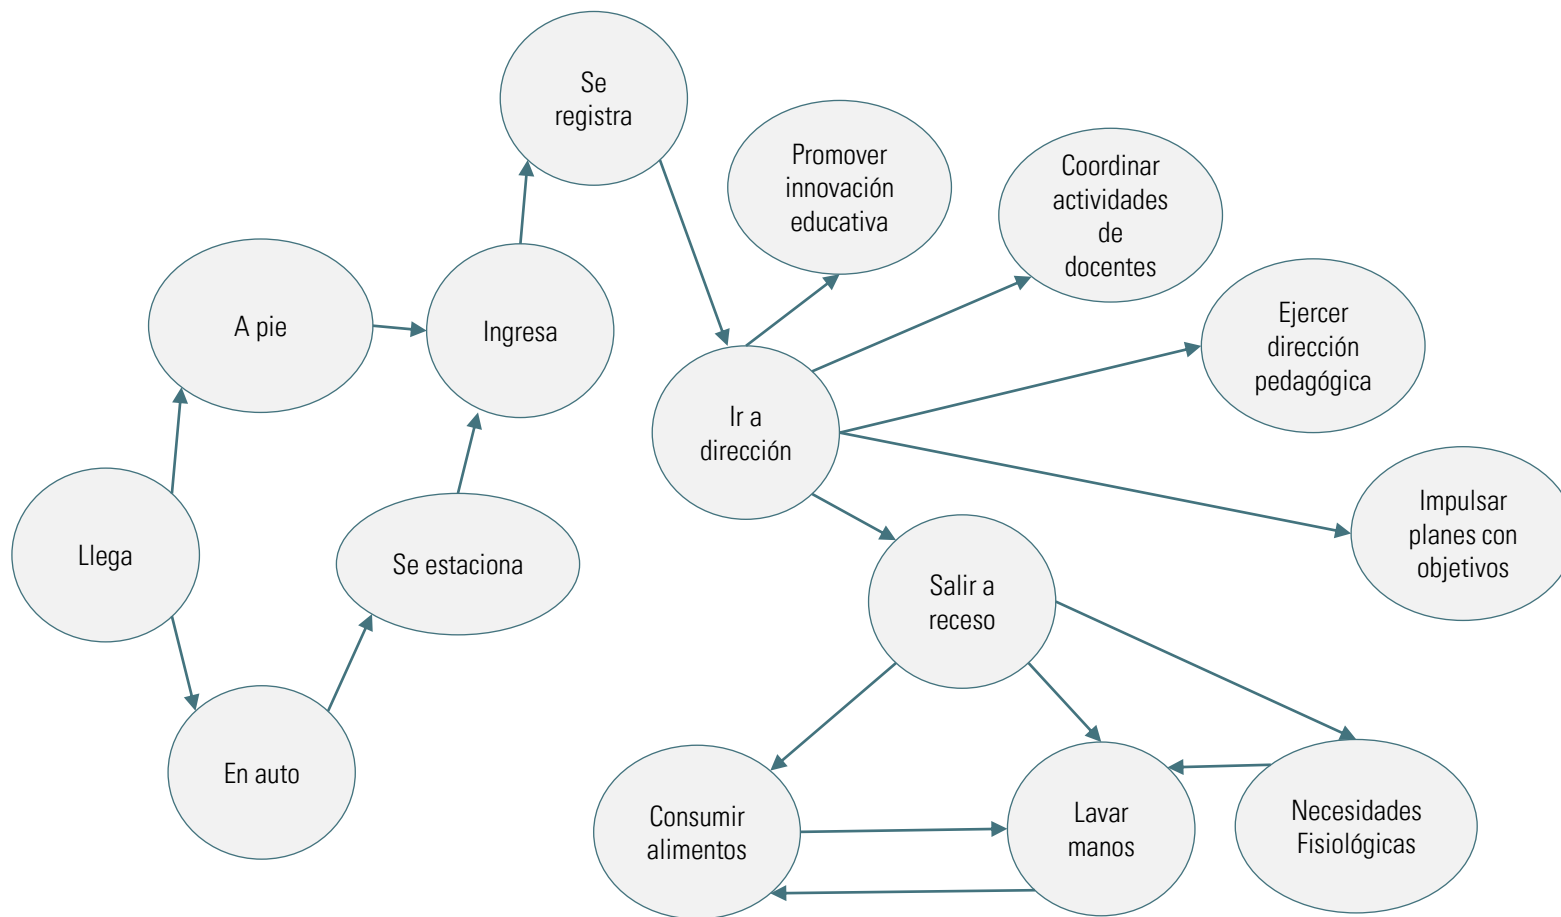 Se
registra
Promover
innovación
educativa
Coordinar
actividades
de
docentes
A pie
Ingresa
Ejercer
dirección
pedagógica
Ir a
dirección
Llega
Se estaciona
Impulsar
planes con
objetivos
Salir a
receso
En auto
Consumir
alimentos
Lavar
manos
Necesidades
Fisiológicas